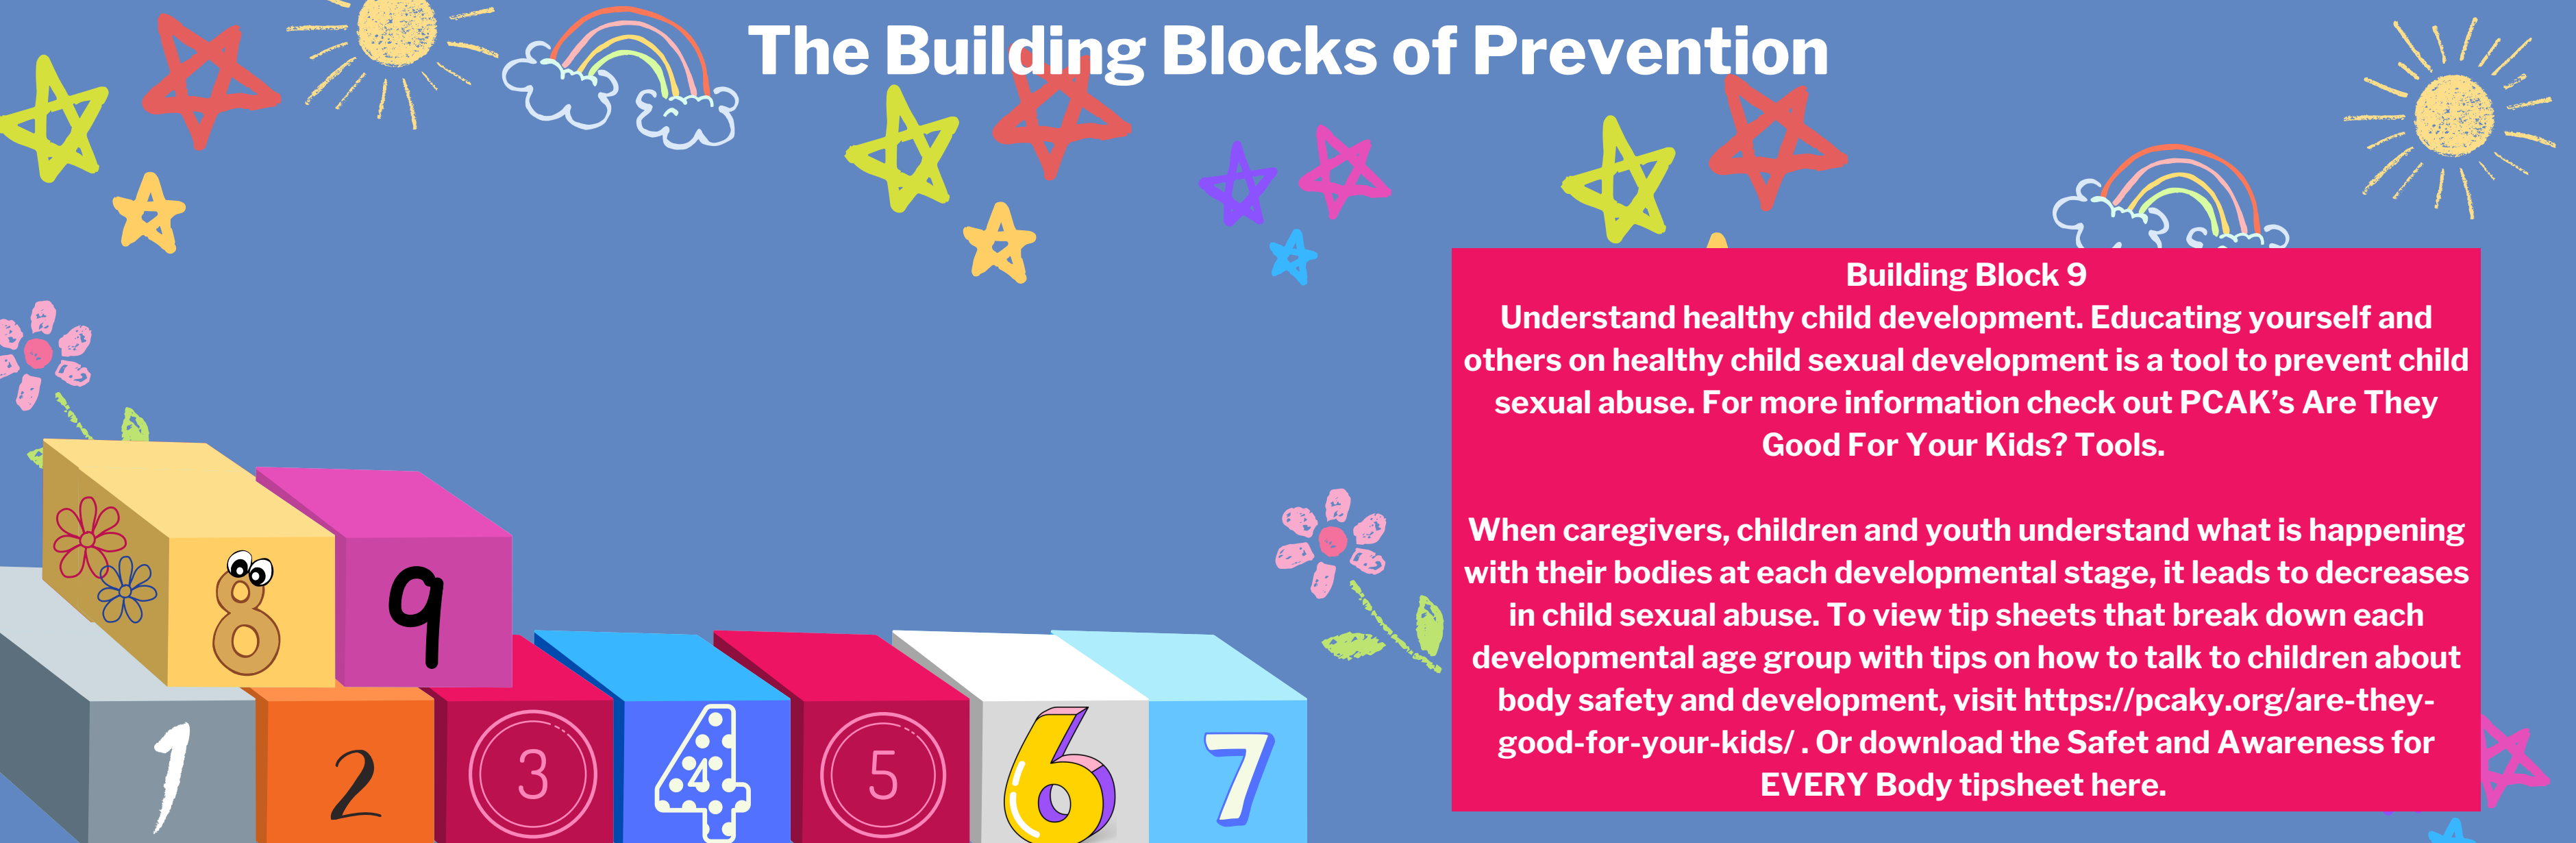 The Building Blocks of Prevention
Building Block 9
Understand healthy child development. Educating yourself and
others on healthy child sexual development is a tool to prevent child
sexual abuse. For more information check out PCAK’s Are They
Good For Your Kids? Tools.
When caregivers, children and youth understand what is happening
with their bodies at each developmental stage, it leads to decreases
in child sexual abuse. To view tip sheets that break down each
developmental age group with tips on how to talk to children about
body safety and development, visit https://pcaky.org/are-they-
good-for-your-kids/ . Or download the Safet and Awareness for
EVERY Body tipsheet here.
8
9
1
2
3
4
5
6
7